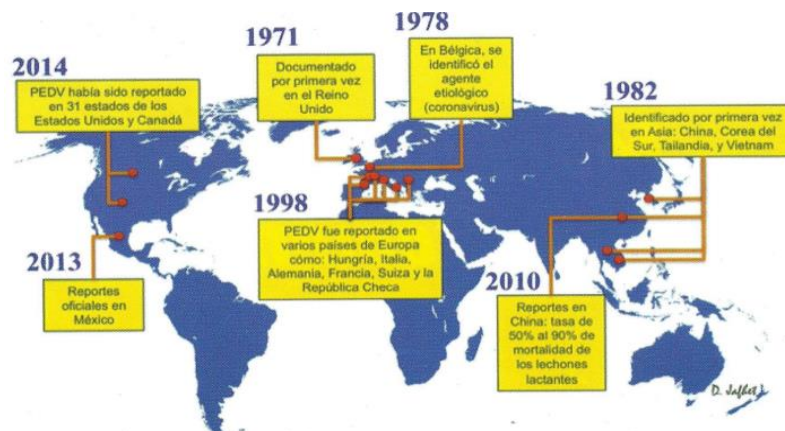 1978
En Bélgica, se
identificó el
agente
etiológico
(coronavirus)
1971
Documentado
por primera vez
en el Reino
Unido
2014
PEDV había sido reportado
en 31 estados de los
Estados Unidos y Canadá
1982
Identificado por primera vez
en Asia: China, Corea del
Sur, Tailandia, y Vietnam
1998
PEDV fue reportado en
varios países de Europa
cómo: Hungría, Italia,
Alemania, Francia, Suiza y la
República Checa
2013
Reportes
oficiales en
México
2010
Reportes en
China: tasa de
50% al 90% de
mortalidad de
los lechones
lactantes
D. Jafhet